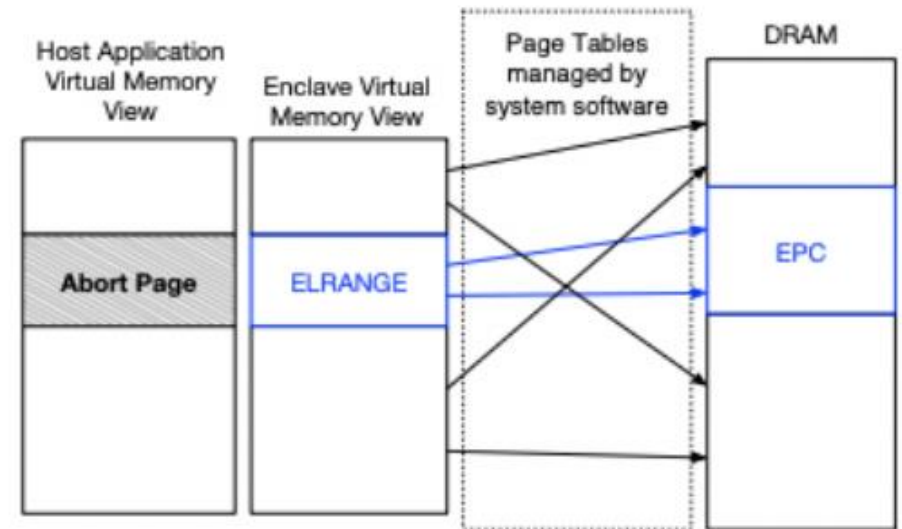 Host Application
Virtual Memory
View
Enclave Virtual
Memory View
Page Tables
managed by
system software
DRAM
Abort Page
ELRANGE
EPC